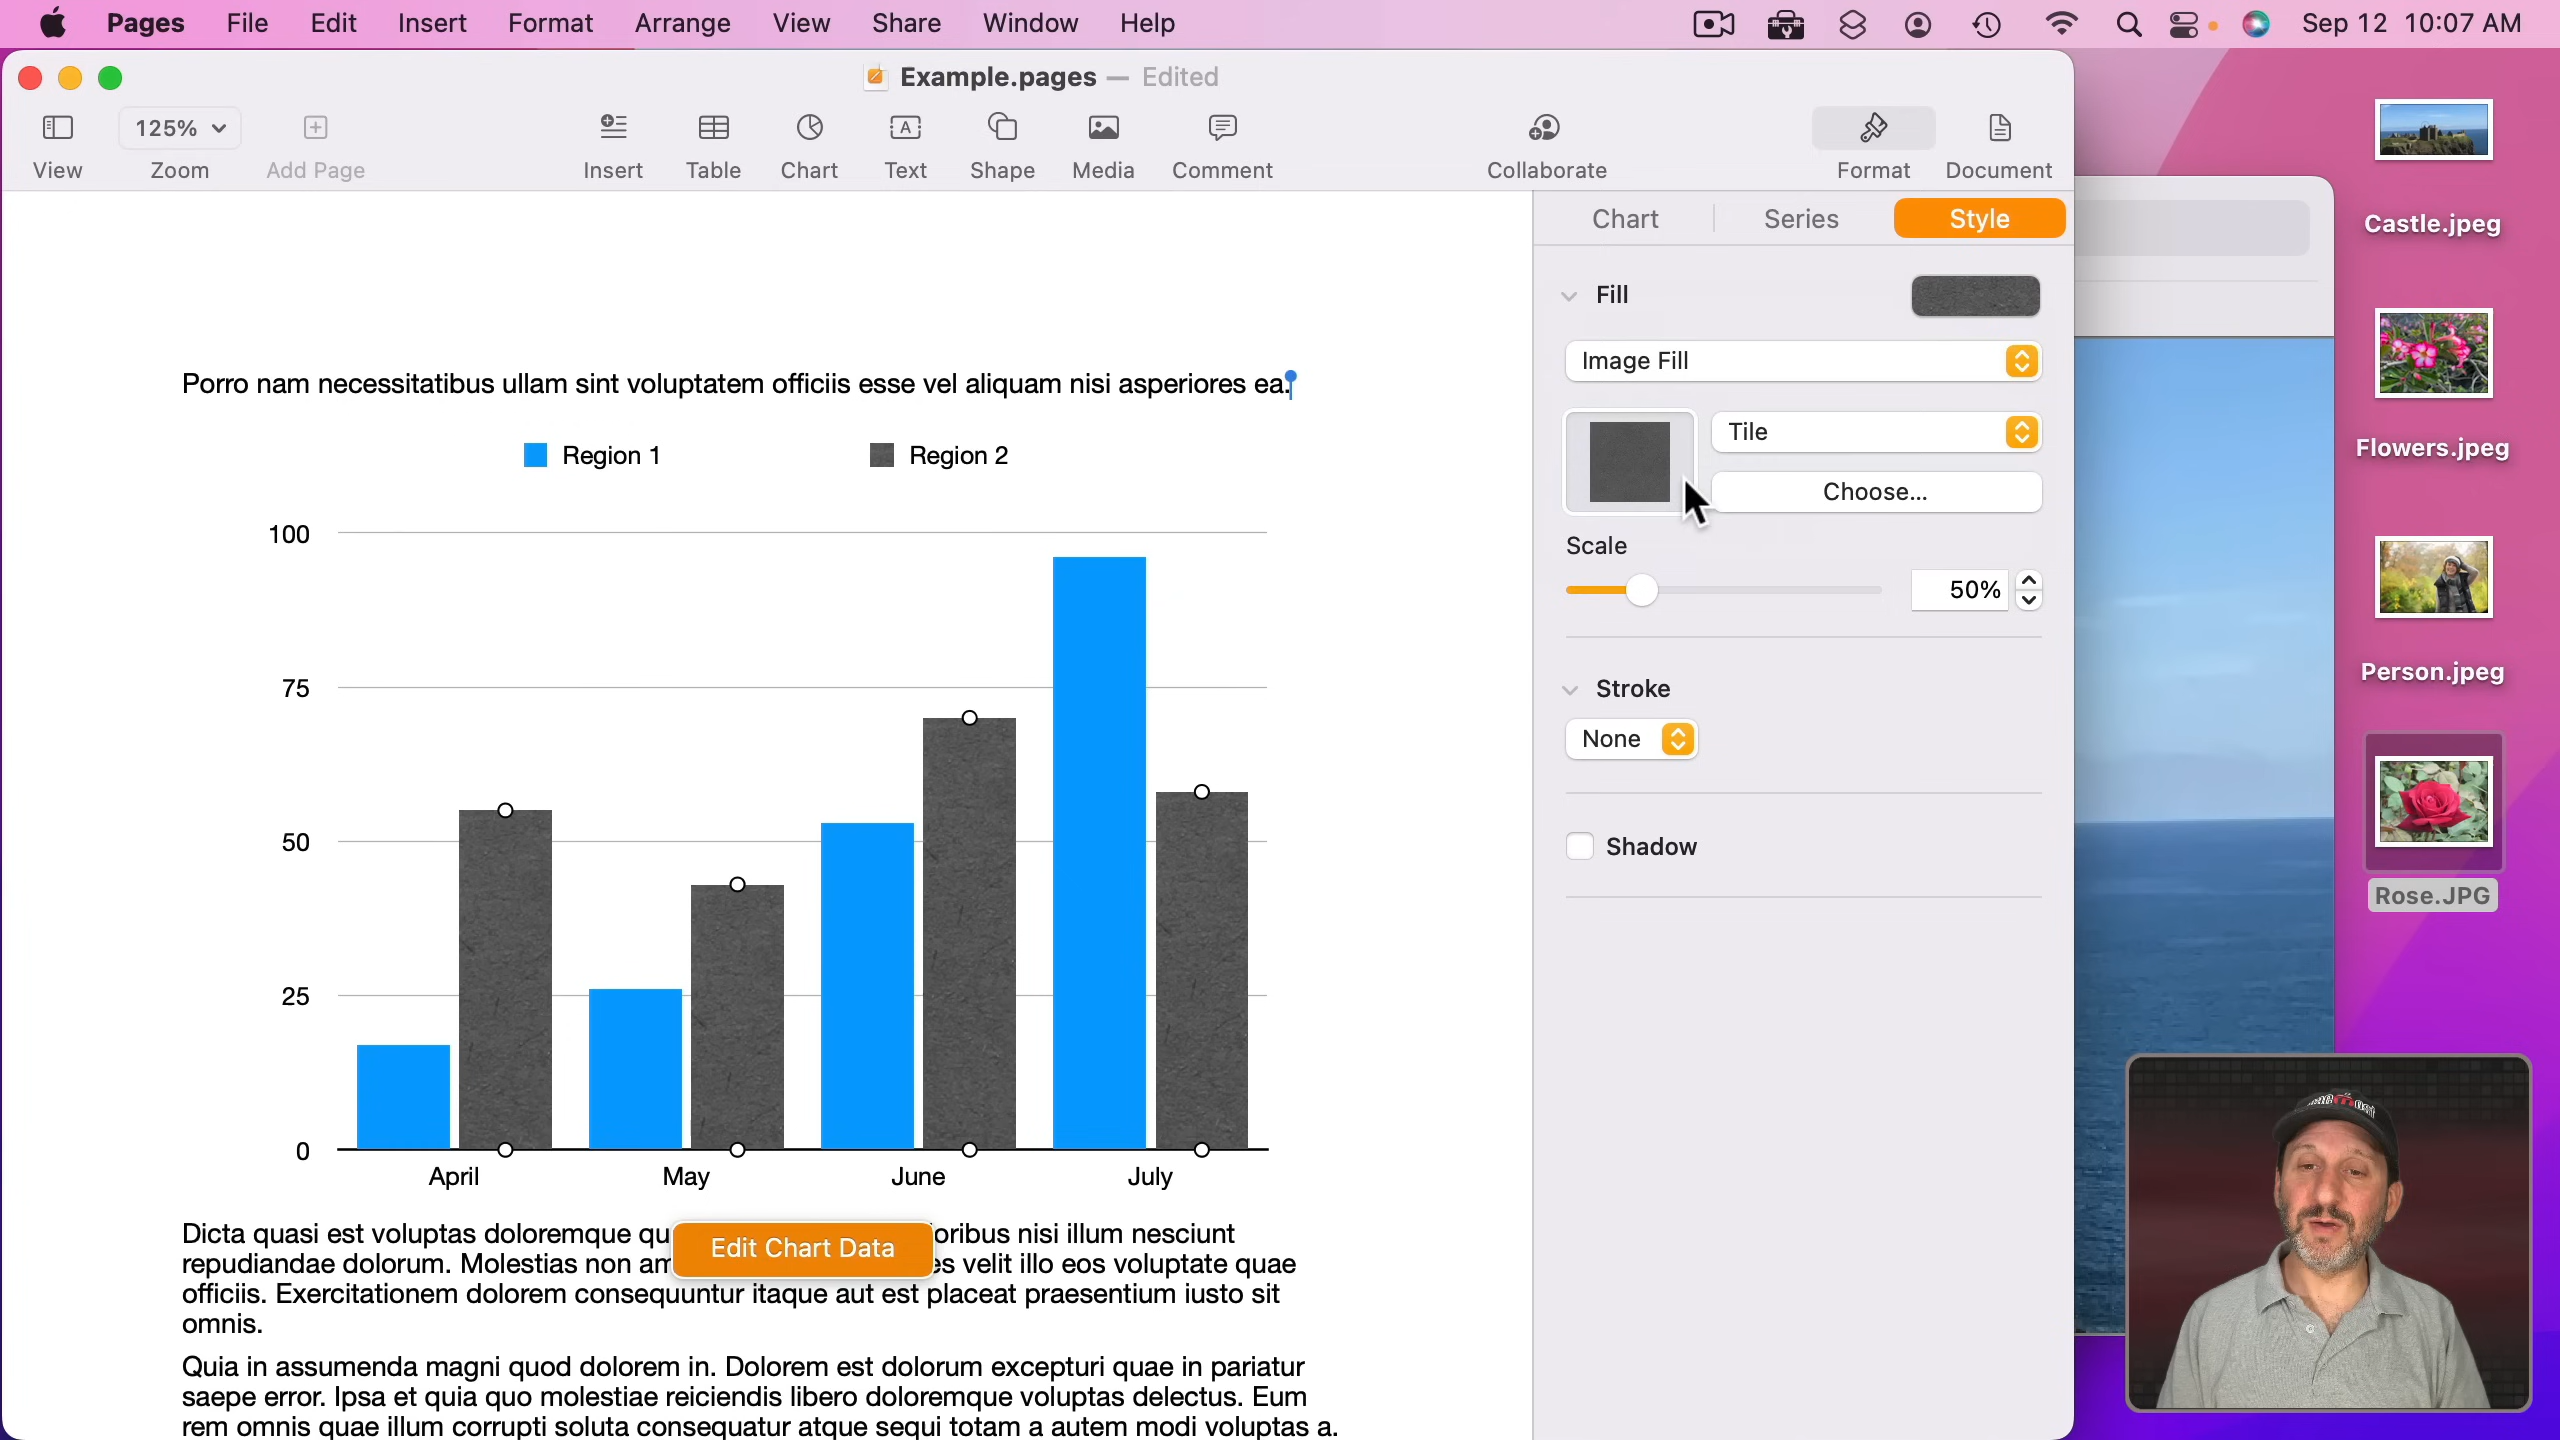 Pages File Edit Insert Format Arrange View Share Window Help Sep 12 10:07 AM
Example.pages — Edited
125%
View Zoom Add Page Insert Table Chart Text Shape Media Comment Collaborate Format Document
Chart Series Style
Fill
Image Fill
Tile
Choose...
Scale
50%
Stroke
None
Shadow
Porro nam necessitatibus ullam sint voluptatem officiis esse vel aliquam nisi asperiores ea.
Region 1 Region 2
100
75
50
25
0
April May June July
Edit Chart Data
Dicta quasi est voluptas doloremque qu oribus nisi illum nesciunt
repudiandae dolorum. Molestias non am es velit illo eos voluptate quae
officiis. Exercitationem dolorem consequuntur itaque aut est placeat praesentium iusto sit
omnis.
Quia in assumenda magni quod dolorem in. Dolorem est dolorum excepturi quae in pariatur
saepe error. Ipsa et quia quo molestiae reiciendis libero doloremque voluptas delectus. Eum
rem omnis quae illum corrupti soluta consequatur atque sequi totam a autem modi voluptas a.
Castle.jpeg
Flowers.jpeg
Person.jpeg
Rose.JPG